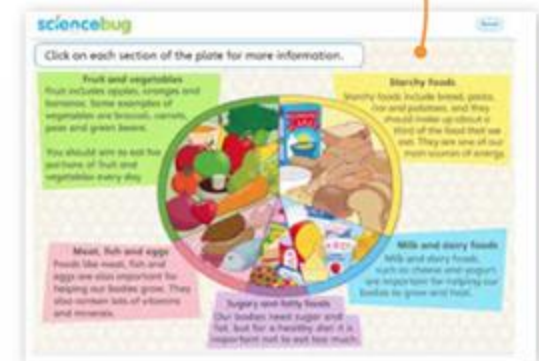 sciencebug
Reset
Click on each section of the plate for more information.
Fruit and vegetables
Fruit includes apples, oranges and
bananas. Some examples of
vegetables are broccoli, carrots,
peas and green beans.
You should aim to eat five
portions of fruit and
vegetables every day.
Starchy foods
Starchy foods include bread, pasta,
rice and potatoes, and they
should make up about a
third of the food that we
eat. They are one of our
main sources of energy.
Meat, fish and eggs
Foods like meat, fish and
eggs are also important for
helping our bodies grow. They
also contain lots of vitamins
and minerals.
Milk and dairy foods
Milk and dairy foods,
such as cheese and yogurt,
are important for helping our
bodies to grow and heal.
Sugary and fatty foods
Our bodies need sugar and
fat, but for a healthy diet it is
important not to eat too much.